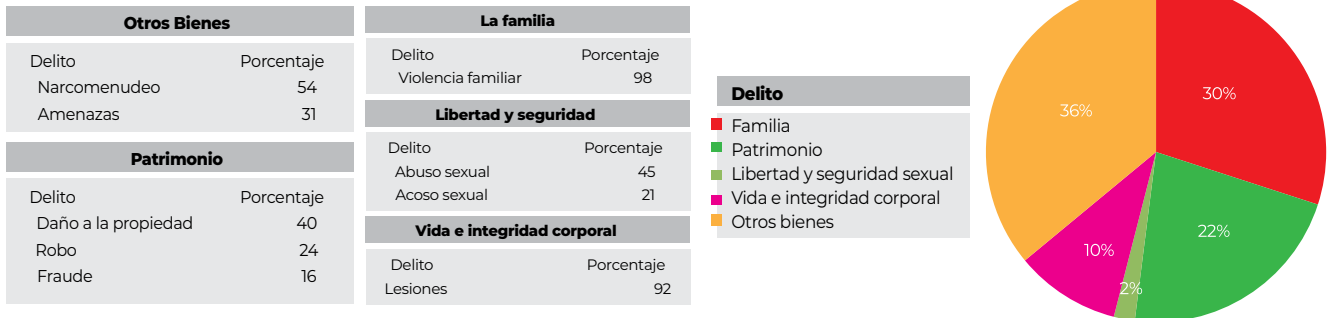 Otros Bienes
Delito Porcentaje
Narcomenudeo 54
Amenazas 31
Patrimonio
Delito Porcentaje
Daño a la propiedad 40
Robo 24
Fraude 16
La familia
Delito Porcentaje
Violencia familiar 98
Libertad y seguridad
Delito Porcentaje
Abuso sexual 45
Acoso sexual 21
Vida e integridad corporal
Delito Porcentaje
Lesiones 92
Delito
Familia
Patrimonio
Libertad y seguridad sexual
Vida e integridad corporal
Otros bienes
36%
30%
22%
10%
2%